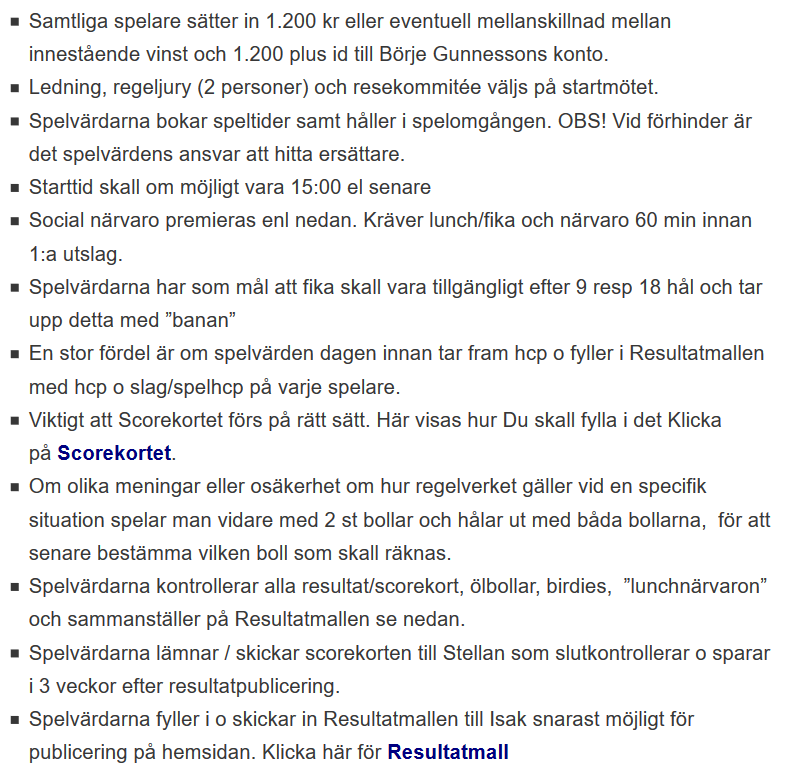 ▪ Samtliga spelare sätter in 1.200 kr eller eventuell mellanskillnad mellan
innestående vinst och 1.200 plus id till Börje Gunnessons konto.
▪ Ledning, regeljury (2 personer) och resekommitée väljs på startmötet.
▪ Spelvärdarna bokar speltider samt håller i spelomgången. OBS! Vid förhinder är
det spelvärdens ansvar att hitta ersättare.
▪ Starttid skall om möjligt vara 15:00 el senare
▪ Social närvaro premieras enl nedan. Kräver lunch/fika och närvaro 60 min innan
1:a utslag.
▪ Spelvärdarna har som mål att fika skall vara tillgängligt efter 9 resp 18 hål och tar
upp detta med ”banan”
▪ En stor fördel är om spelvärden dagen innan tar fram hcp o fyller i Resultatmallen
med hcp o slag/spelhcp på varje spelare.
▪ Viktigt att Scorekortet förs på rätt sätt. Här visas hur Du skall fylla i det Klicka
på Scorekortet.
▪ Om olika meningar eller osäkerhet om hur regelverket gäller vid en specifik
situation spelar man vidare med 2 st bollar och hålar ut med båda bollarna,  för att
senare bestämma vilken boll som skall räknas.
▪ Spelvärdarna kontrollerar alla resultat/scorekort, ölbollar, birdies,  ”lunchnärvaron”
och sammanställer på Resultatmallen se nedan.
▪ Spelvärdarna lämnar / skickar scorekorten till Stellan som slutkontrollerar o sparar
i 3 veckor efter resultatpublicering.
▪ Spelvärdarna fyller i o skickar in Resultatmallen till Isak snarast möjligt för
publicering på hemsidan. Klicka här för Resultatmall